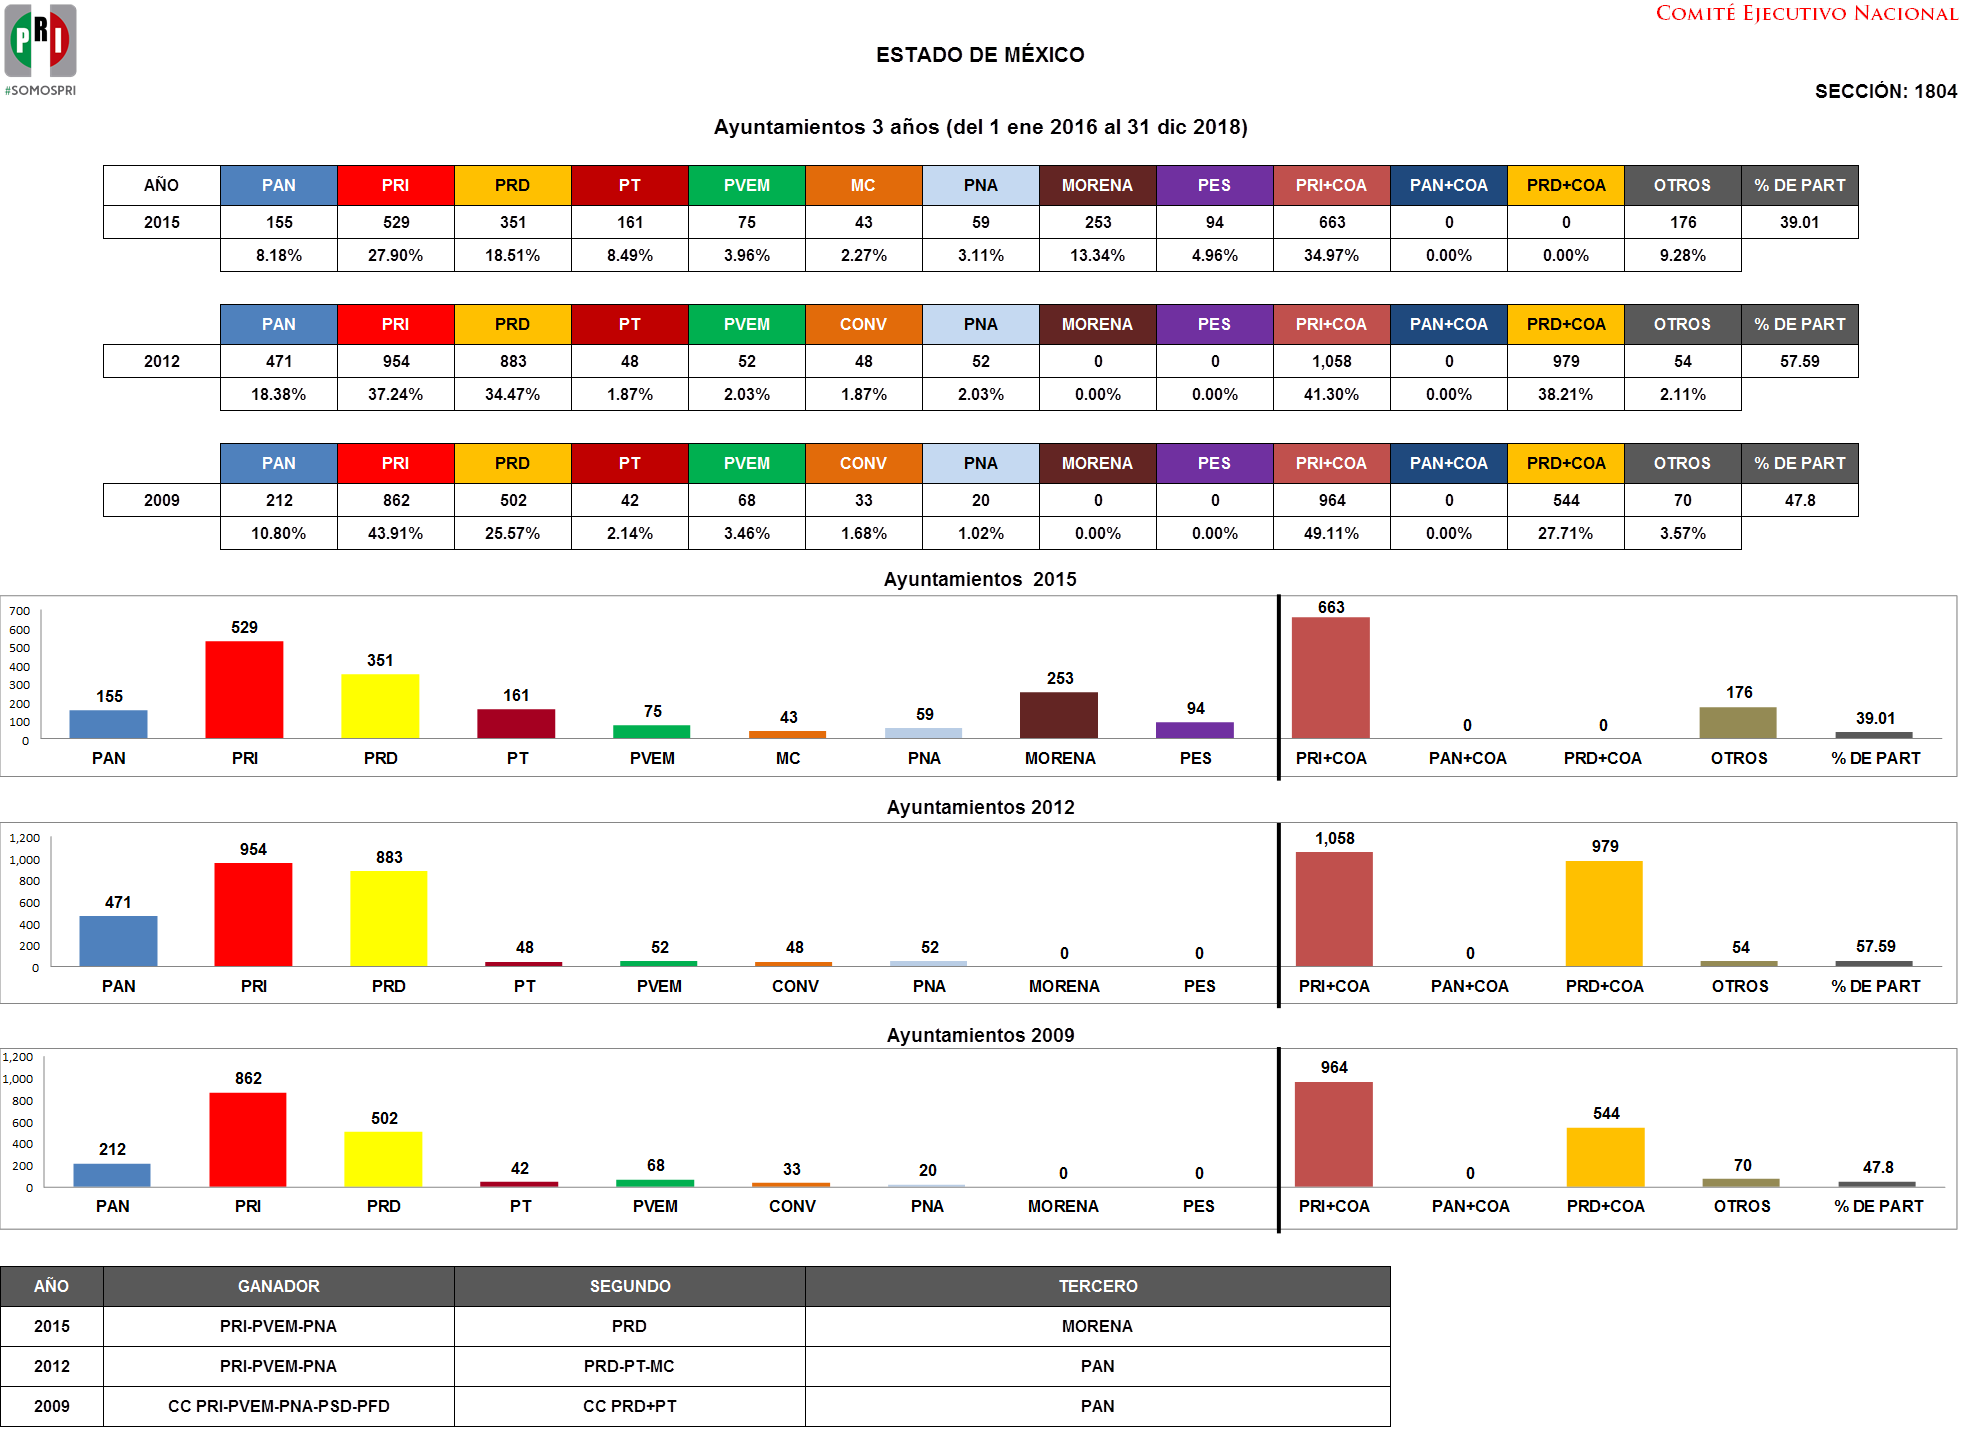 PRI
#SOMOSPRI
COMITÉ EJECUTIVO NACIONAL
ESTADO DE MÉXICO
SECCIÓN: 1804
Ayuntamientos 3 años (del 1 ene 2016 al 31 dic 2018)
AÑO PAN PRI PRD PT PVEM MC PNA MORENA PES PRI+COA PAN+COA PRD+COA OTROS % DE PART
2015 155 529 351 161 75 43 59 253 94 663 0 0 176 39.01
8.18% 27.90% 18.51% 8.49% 3.96% 2.27% 3.11% 13.34% 4.96% 34.97% 0.00% 0.00% 9.28%
PAN PRI PRD PT PVEM CONV PNA MORENA PES PRI+COA PAN+COA PRD+COA OTROS % DE PART
2012 471 954 883 48 52 48 52 0 0 1,058 0 979 54 57.59
18.38% 37.24% 34.47% 1.87% 2.03% 1.87% 2.03% 0.00% 0.00% 41.30% 0.00% 38.21% 2.11%
PAN PRI PRD PT PVEM CONV PNA MORENA PES PRI+COA PAN+COA PRD+COA OTROS % DE PART
2009 212 862 502 42 68 33 20 0 0 964 0 544 70 47.8
10.80% 43.91% 25.57% 2.14% 3.46% 1.68% 1.02% 0.00% 0.00% 49.11% 0.00% 27.71% 3.57%
Ayuntamientos 2015
700
600
500
400
300
200
100
0
155 529 351 161 75 43 59 253 94 663 0 0 176 39.01
PAN PRI PRD PT PVEM MC PNA MORENA PES PRI+COA PAN+COA PRD+COA OTROS % DE PART
Ayuntamientos 2012
1,200
1,000
800
600
400
200
0
471 954 883 48 52 48 52 0 0 1,058 0 979 54 57.59
PAN PRI PRD PT PVEM CONV PNA MORENA PES PRI+COA PAN+COA PRD+COA OTROS % DE PART
Ayuntamientos 2009
1,200
1,000
800
600
400
200
0
212 862 502 42 68 33 20 0 0 964 0 544 70 47.8
PAN PRI PRD PT PVEM CONV PNA MORENA PES PRI+COA PAN+COA PRD+COA OTROS % DE PART
AÑO GANADOR SEGUNDO TERCERO
2015 PRI-PVEM-PNA PRD MORENA
2012 PRI-PVEM-PNA PRD-PT-MC PAN
2009 CC PRI-PVEM-PNA-PSD-PFD CC PRD+PT PAN